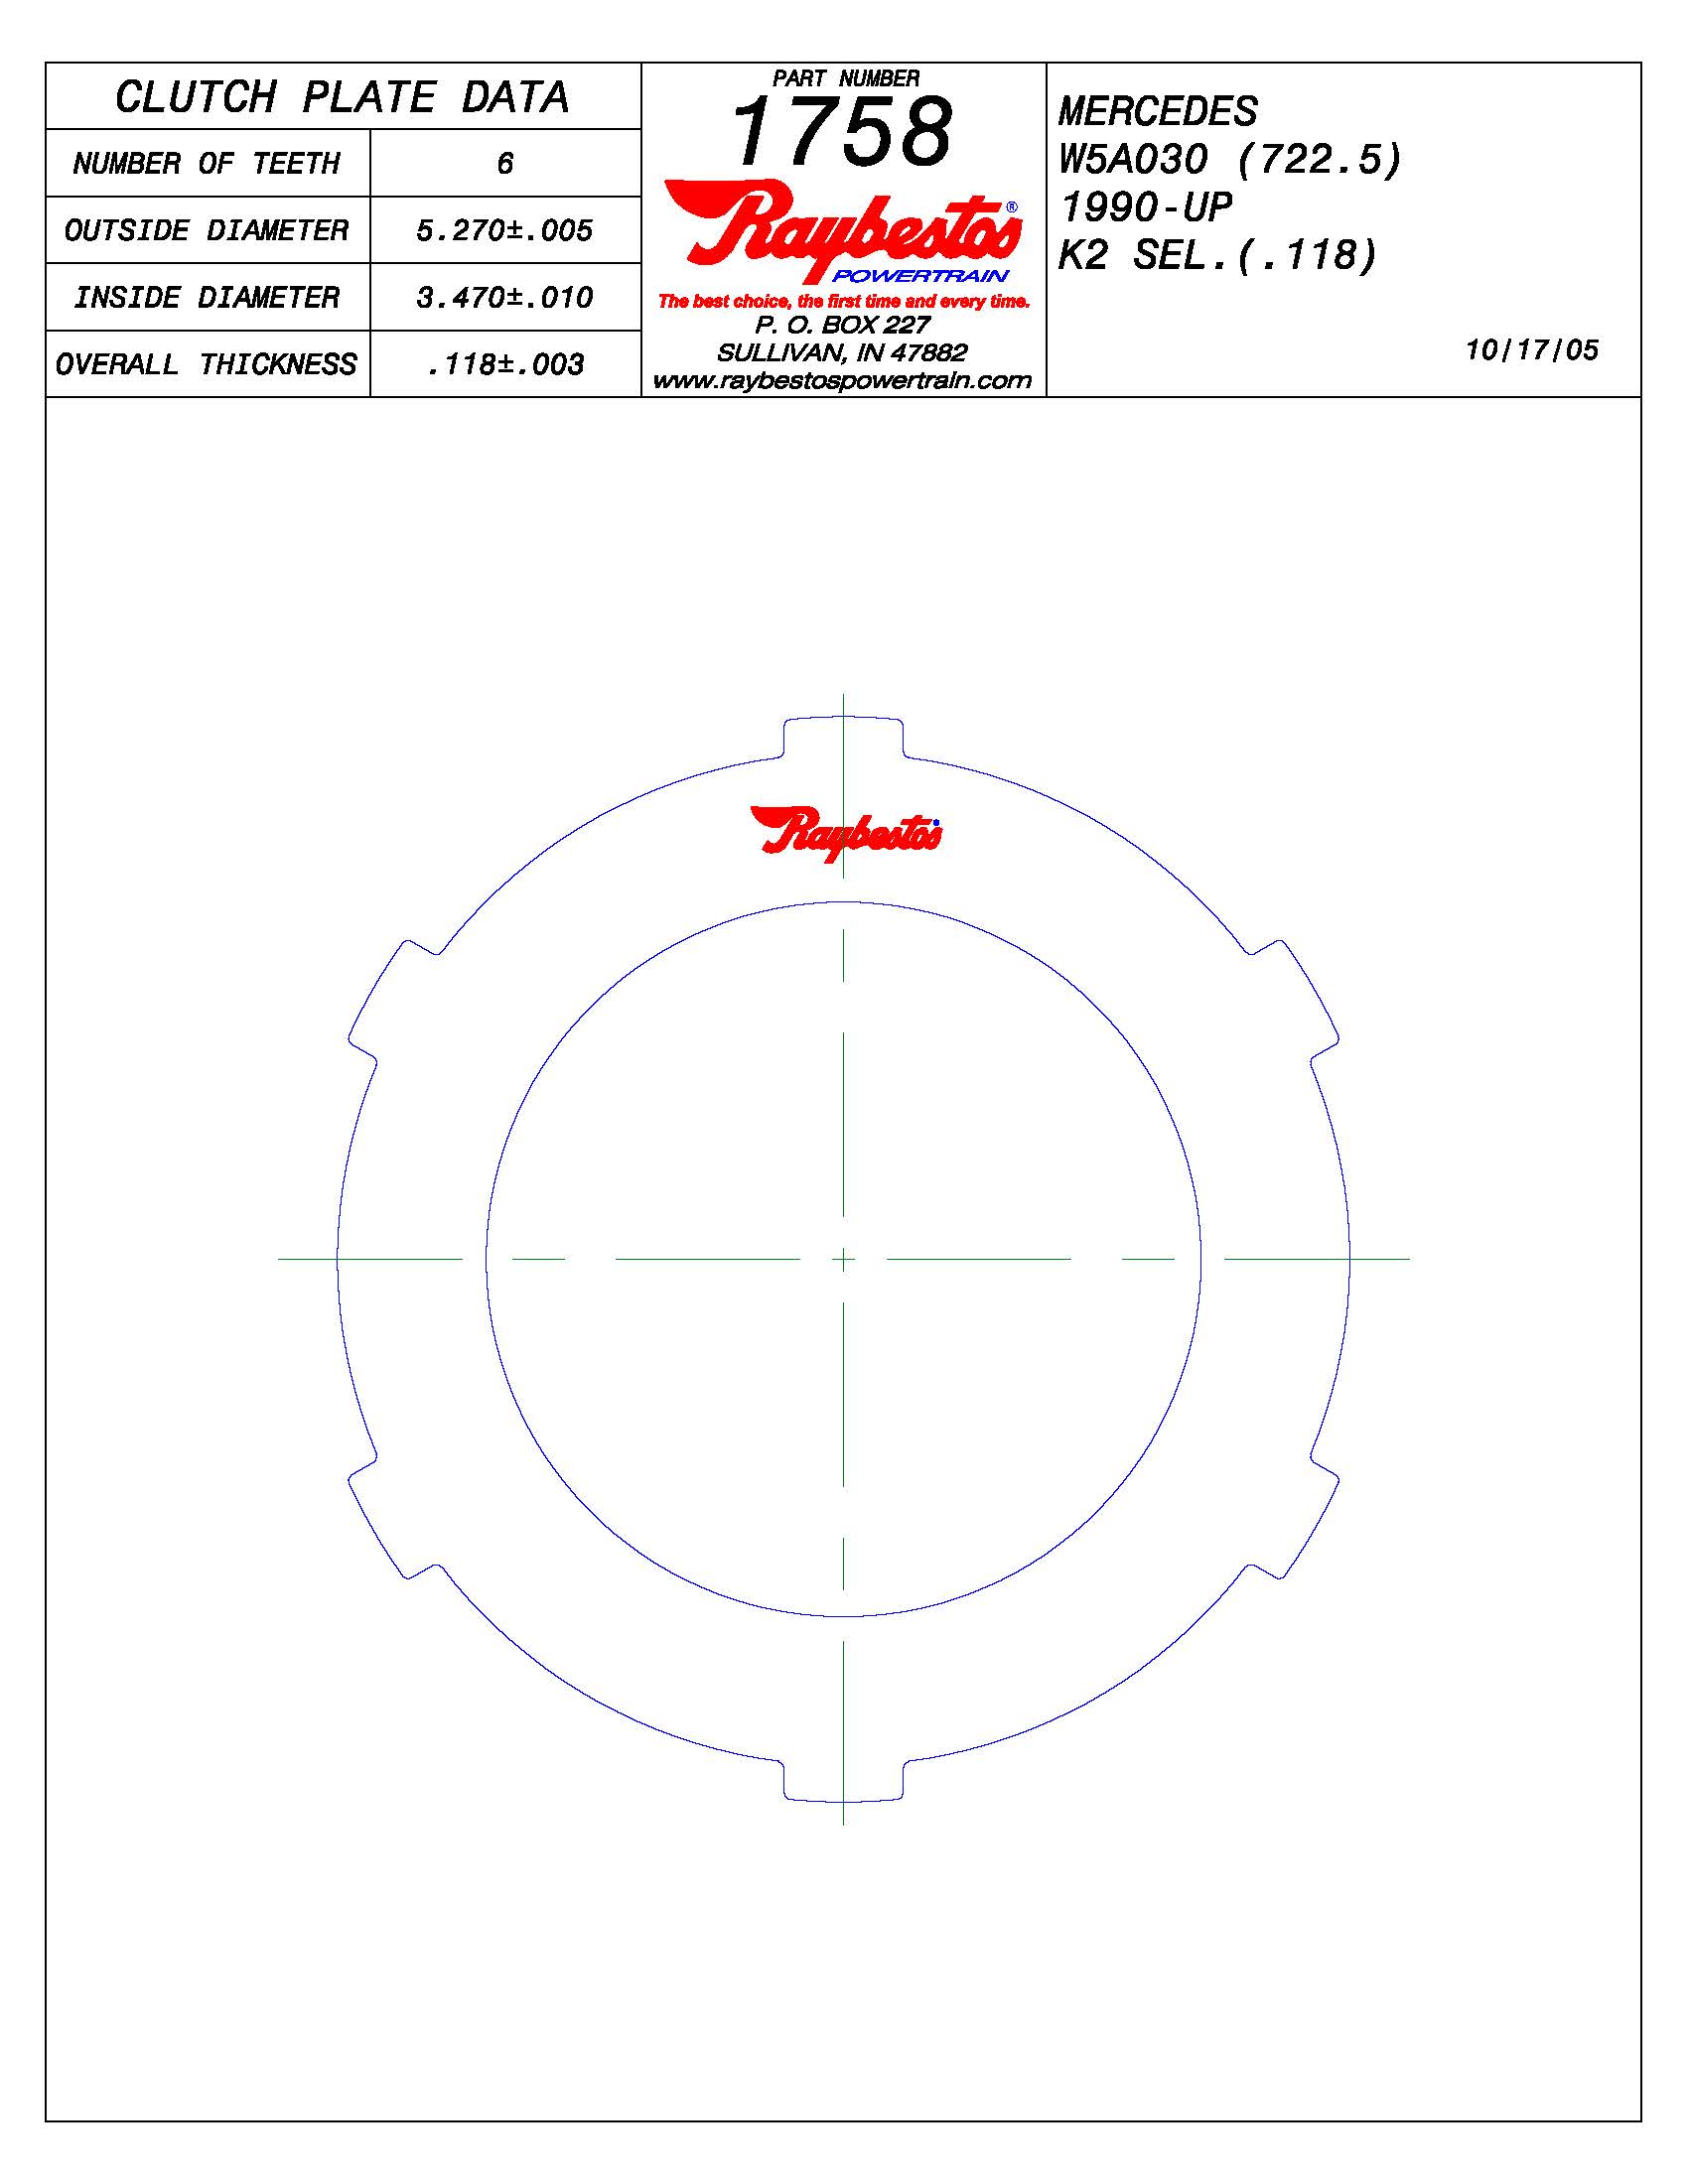 CLUTCH PLATE DATA
NUMBER OF TEETH 6
OUTSIDE DIAMETER 5.270±.005
INSIDE DIAMETER 3.470±.010
OVERALL THICKNESS .118±.003
PART NUMBER
1758
Raybestos®
POWERTRAIN
The best choice, the first time and every time.
P. O. BOX 227
SULLIVAN, IN 47882
www.raybestospowertrain.com
MERCEDES
W5A030 (722.5)
1990-UP
K2 SEL.(.118)
10/17/05
Raybestos